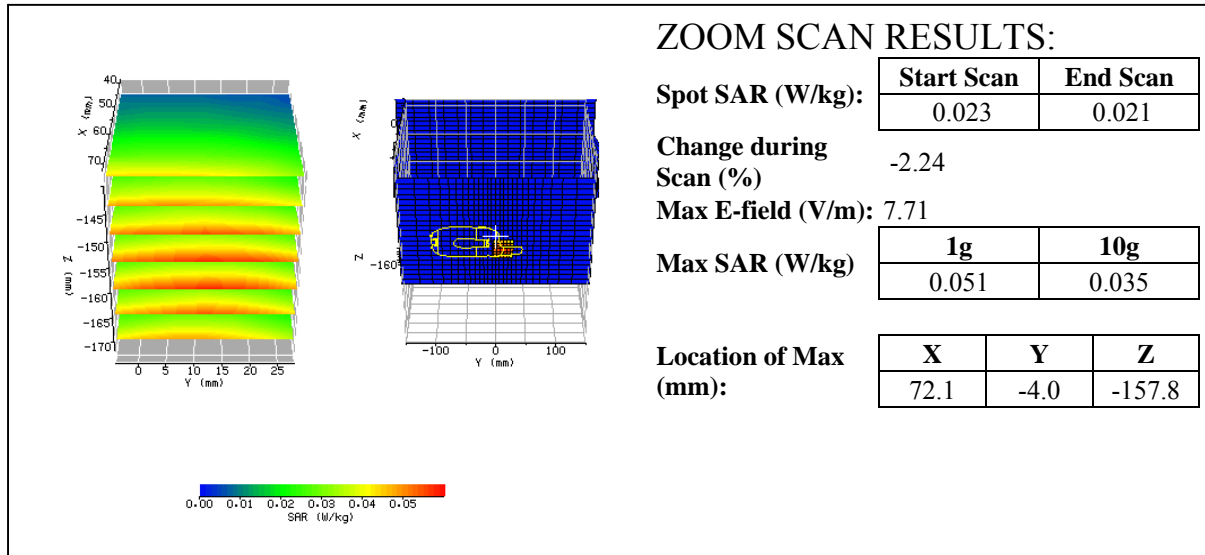 ZOOM SCAN RESULTS:
Spot SAR (W/kg):
Start Scan End Scan
0.023 0.021
Change during
Scan (%)
-2.24
Max E-field (V/m): 7.71
Max SAR (W/kg)
1g 10g
0.051 0.035
Location of Max
(mm):
X Y Z
72.1 -4.0 -157.8
40
50
60
70
X (mm)
-145
-150
-155
-160
-165
-170
Z (mm)
0 5 10 15 20 25
Y (mm)
X (mm)
0
Z
-160
-100 0 100
Y (mm)
0.00 0.01 0.02 0.03 0.04 0.05
SAR (W/kg)